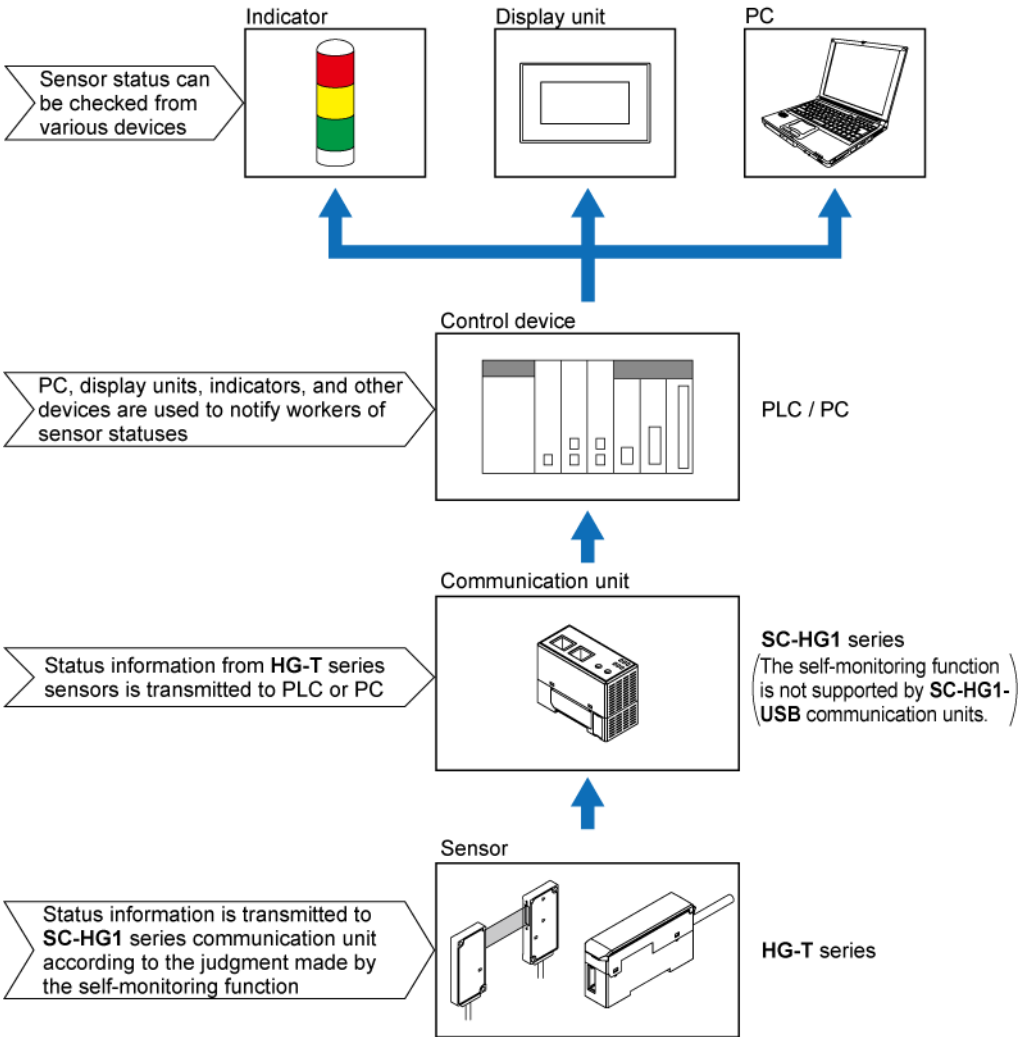 Indicator
Display unit
PC
Sensor status can
be checked from
various devices
Control device
PC, display units, indicators, and other
devices are used to notify workers of
sensor statuses
PLC / PC
Communication unit
Status information from HG-T series
sensors is transmitted to PLC or PC
SC-HG1 series
(The self-monitoring function
is not supported by SC-HG1-
USB communication units.)
Sensor
Status information is transmitted to
SC-HG1 series communication unit
according to the judgment made by
the self-monitoring function
HG-T series